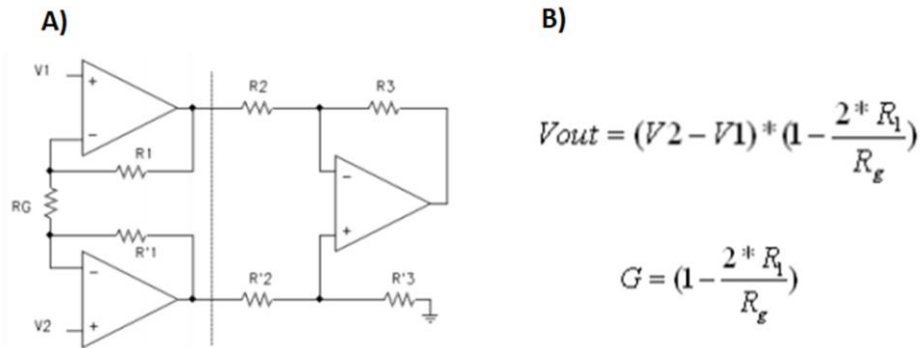 A)
B)
V1
R2
R3
R1
RG
R'1
R'2
R'3
V2
+
−
−
+
−
+
Vout = (V2 − V1) * (1 − 2 * R1 / Rg)
G = (1 − 2 * R1 / Rg)